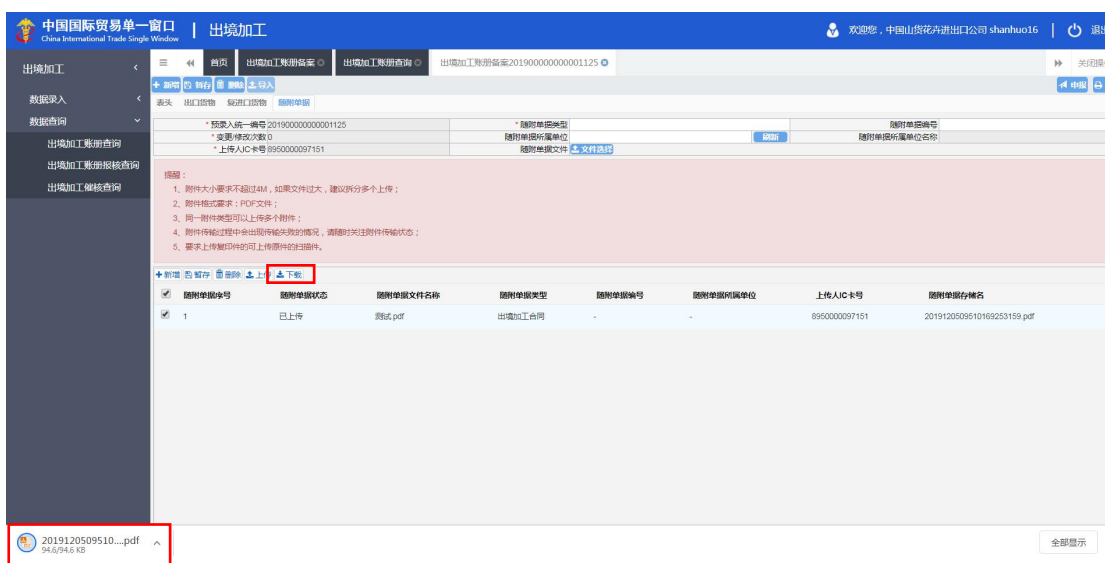 中国国际贸易单一窗口 | 出境加工
China International Trade Single Window
欢迎您，中国山货花卉进出口公司 shanhuo16 | 退出
出境加工
数据录入
数据查询
出境加工账册查询
出境加工账册报核查询
出境加工催核查询
首页 出境加工账册备案 出境加工账册查询 出境加工账册备案201900000000001125 关闭操
新增 暂存 删除 导入 申报
表头 出口货物 复进口货物 随附单据
*预录入统一编号 201900000000001125 *随附单据类型 随附单据编号
*变更/修改次数 0 随附单据所属单位 刷新 随附单据所属单位名称
*上传人IC卡号 8950000097151 随附单据文件 文件选择
提醒：
1、附件大小要求不超过4M，如果文件过大，建议拆分多个上传；
2、附件格式要求：PDF文件；
3、同一附件类型可以上传多个附件；
4、附件传输过程中会出现传输失败的情况，请随时关注附件传输状态；
5、要求上传复印件的可上传原件的扫描件。
新增 暂存 删除 上传 下载
随附单据序号 随附单据状态 随附单据文件名称 随附单据类型 随附单据编号 随附单据所属单位 上传人IC卡号 随附单据存储名
1 已上传 测试.pdf 出境加工合同 - - 8950000097151 2019120509510169253159.pdf
2019120509510....pdf
94.6/94.6 KB
全部显示